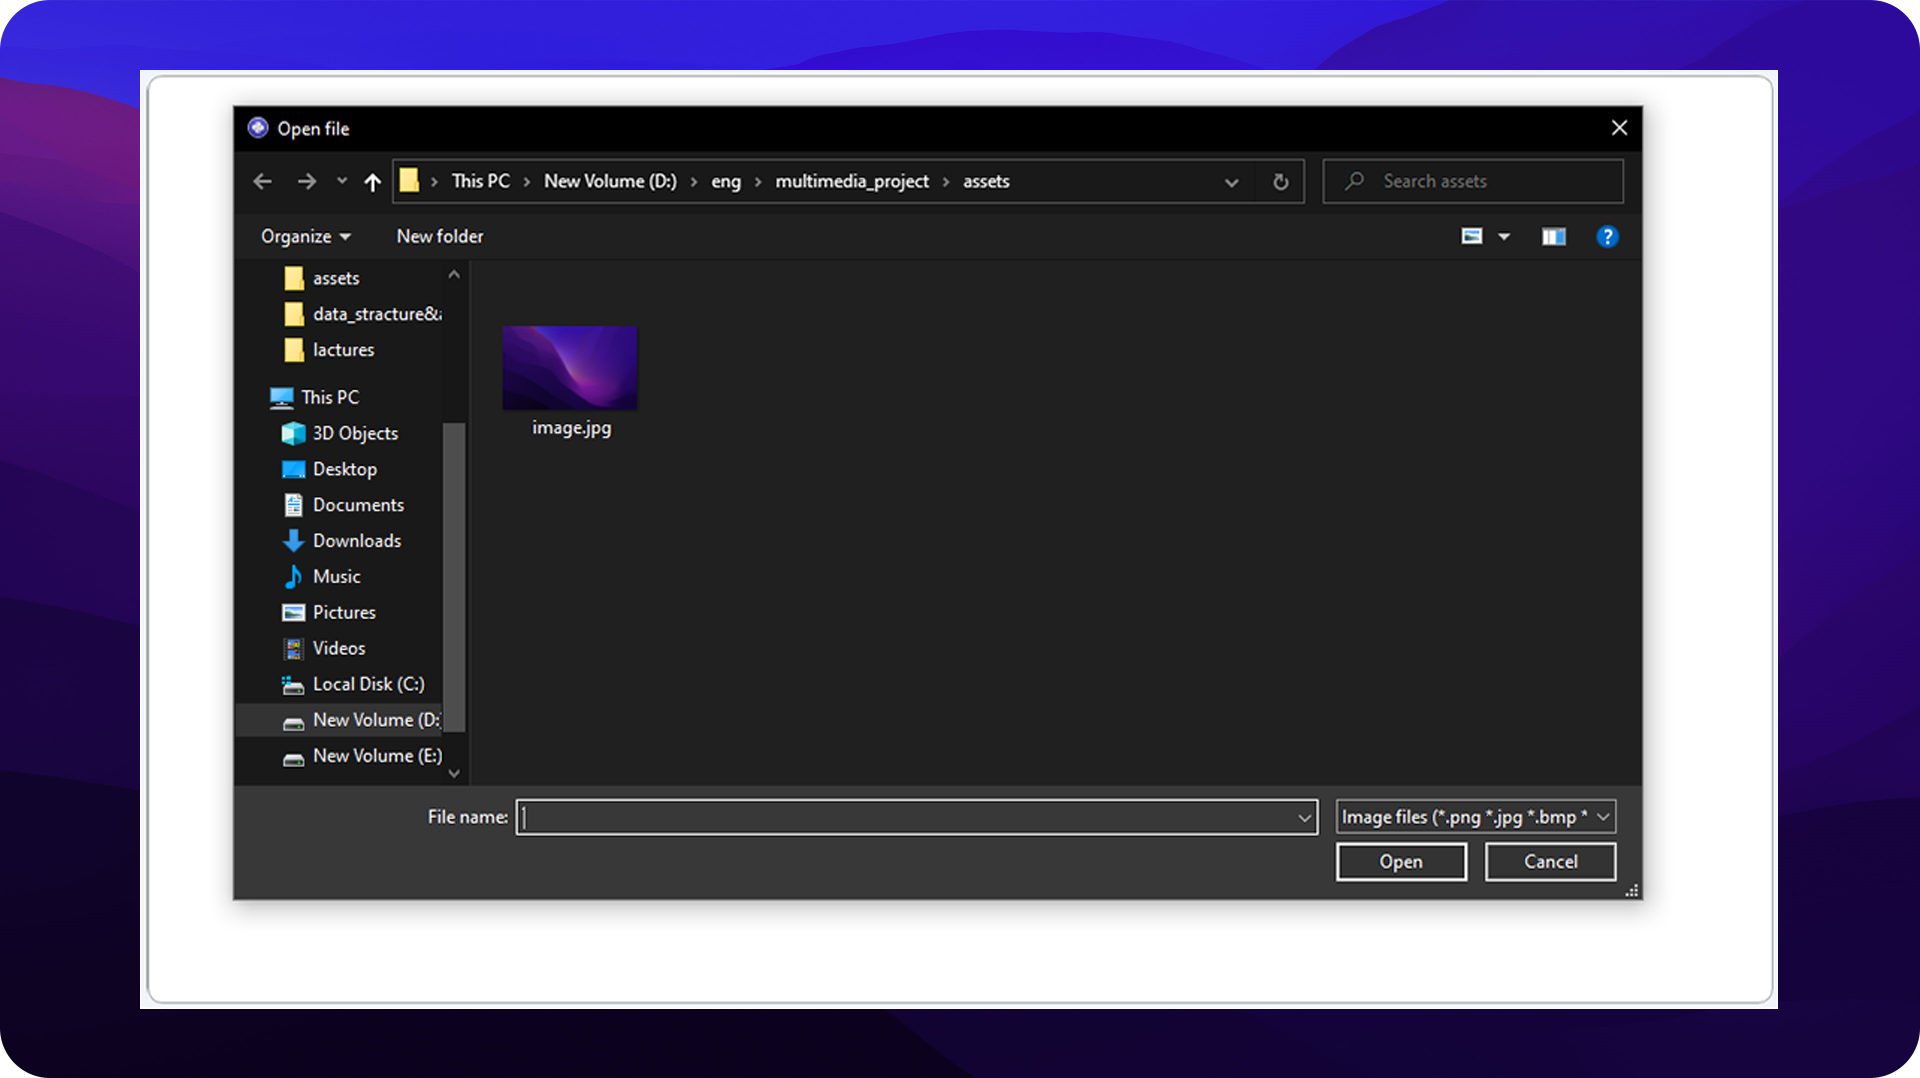 Open file
This PC New Volume (D:) eng multimedia_project assets
Search assets
Organize New folder
assets
data_stracture&
lactures
This PC
3D Objects
Desktop
Documents
Downloads
Music
Pictures
Videos
Local Disk (C:)
New Volume (D:
New Volume (E:)
image.jpg
File name:
Image files (*.png *.jpg *.bmp *
Open Cancel